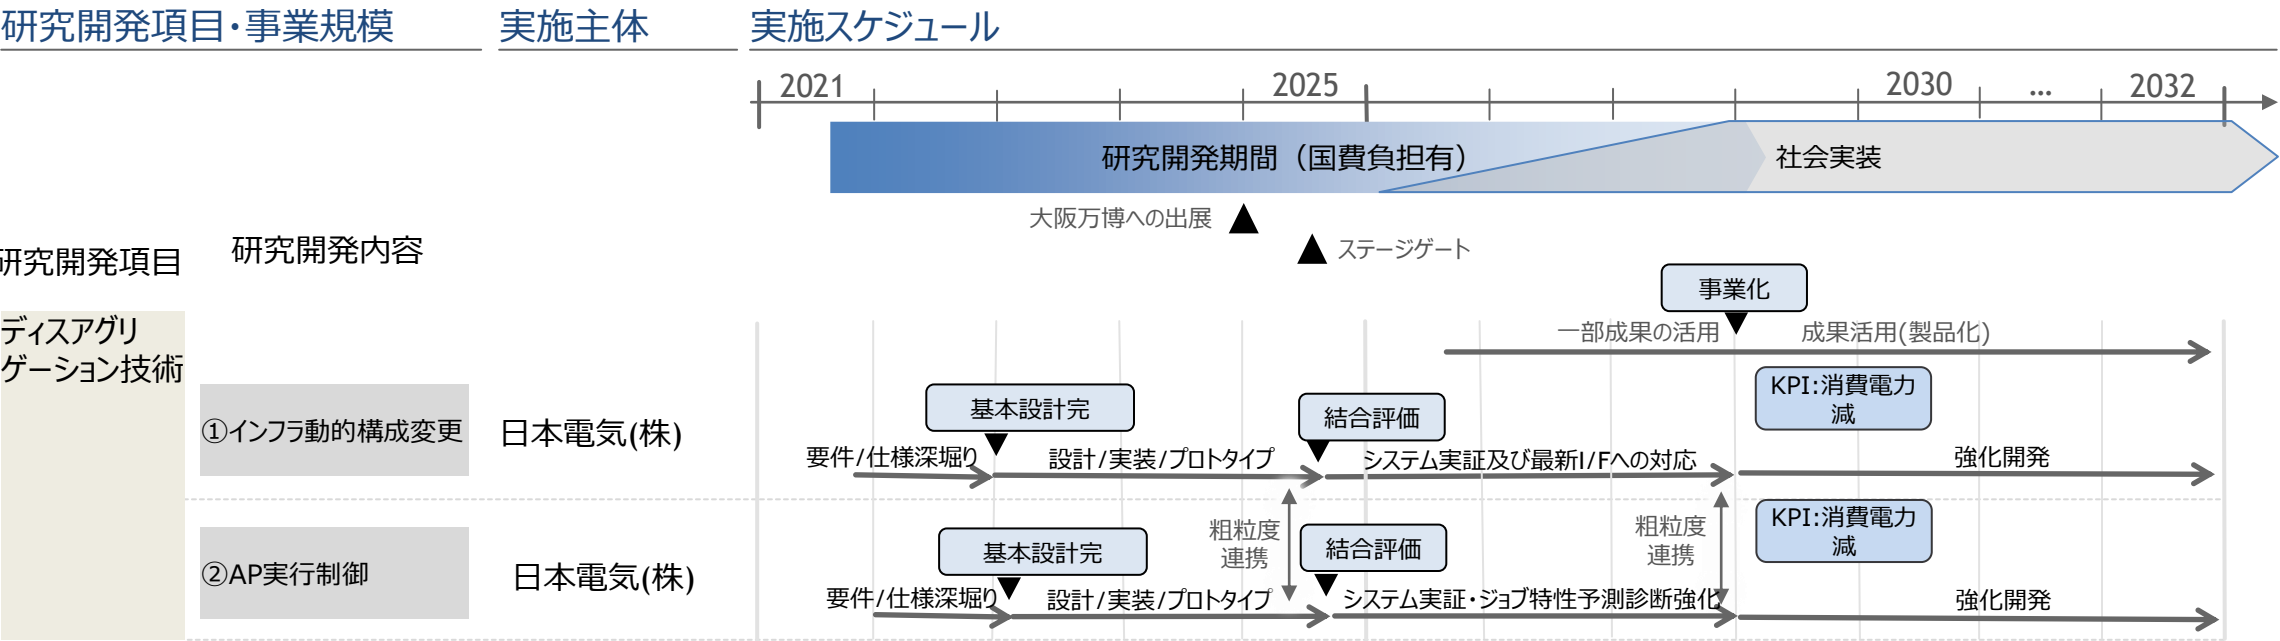 研究開発項目・事業規模
実施主体
実施スケジュール
2021
2025
2030
...
2032
研究開発期間（国費負担有）
社会実装
大阪万博への出展
ステージゲート
研究開発項目
研究開発内容
事業化
ディスアグリ
ゲーション技術
一部成果の活用
成果活用(製品化)
①インフラ動的構成変更
日本電気(株)
基本設計完
結合評価
KPI:消費電力
減
要件/仕様深堀り
設計/実装/プロトタイプ
システム実証及び最新I/Fへの対応
強化開発
粗粒度
連携
粗粒度
連携
②AP実行制御
日本電気(株)
基本設計完
結合評価
KPI:消費電力
減
要件/仕様深堀り
設計/実装/プロトタイプ
システム実証・ジョブ特性予測診断強化
強化開発